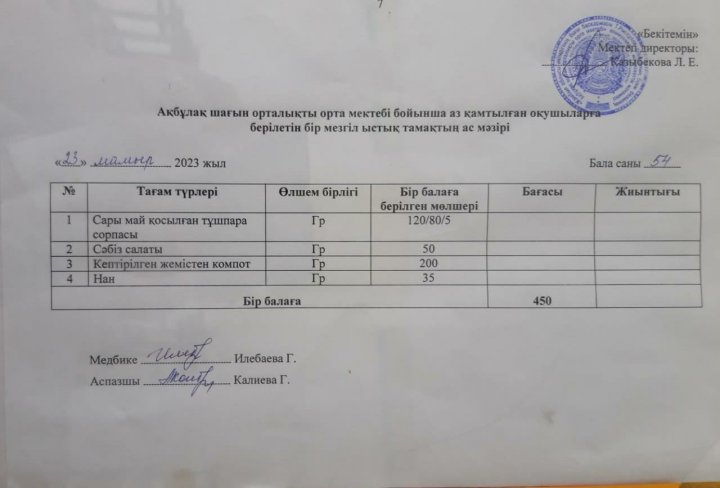 «Бекітемін»
Мектеп директоры:
Казыбекова Л. Е.
Ақбұлақ шағын орталықты орта мектебі бойынша аз қамтылған оқушыларға
берілетін бір мезгіл ыстық тамақтың ас мәзірі
«23» мамыр 2023 жыл Бала саны 54
№ Тағам түрлері Өлшем бірлігі Бір балаға берілген мөлшері Бағасы Жиынтығы
1 Сары май қосылған тұшпара сорпасы Гр 120/80/5
2 Сәбіз салаты Гр 50
3 Кептірілген жемістен компот Гр 200
4 Нан Гр 35
Бір балаға 450
Медбике Илебаева Г.
Аспазшы Калиева Г.